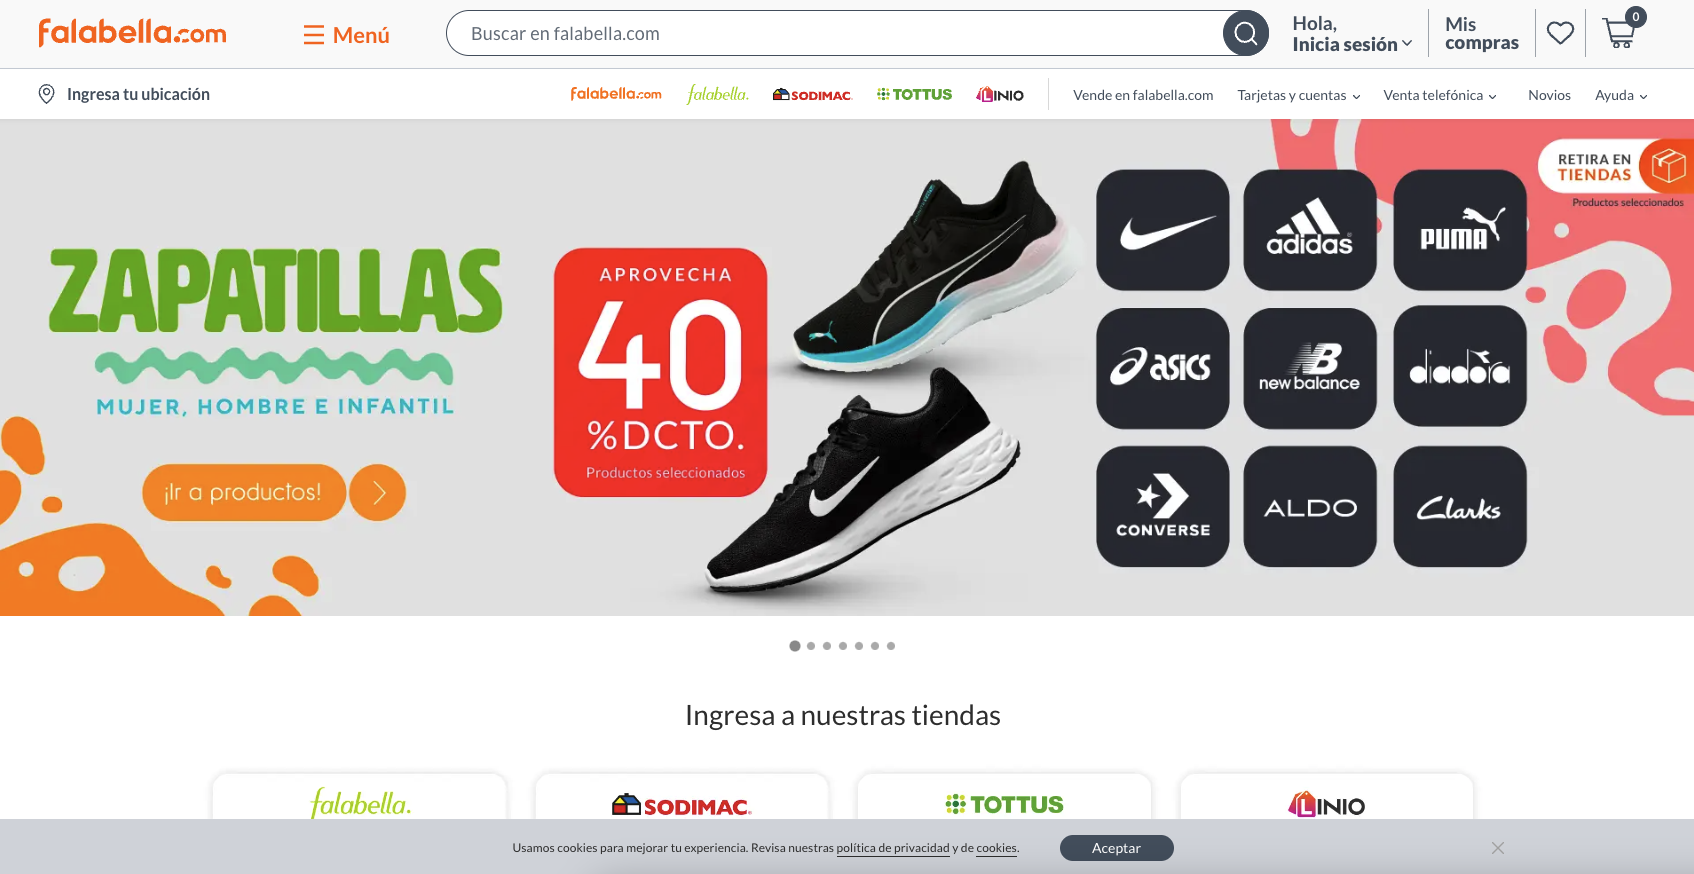 falabella.com
Menú
Buscar en falabella.com
Hola,
Inicia sesión
Mis
compras
0
Ingresa tu ubicación
falabella.com
falabella.
SODIMAC
TOTTUS
LINIO
Vende en falabella.com
Tarjetas y cuentas
Venta telefónica
Novios
Ayuda
RETIRA EN
TIENDAS
Productos seleccionados
ZAPATILLAS
MUJER, HOMBRE E INFANTIL
¡Ir a productos!
APROVECHA
40
%DCTO.
Productos seleccionados
adidas
PUMA
asics
NB
new balance
diadora
CONVERSE
ALDO
Clarks
Ingresa a nuestras tiendas
falabella.
SODIMAC
TOTTUS
LINIO
Usamos cookies para mejorar tu experiencia. Revisa nuestras política de privacidad y de cookies.
Aceptar